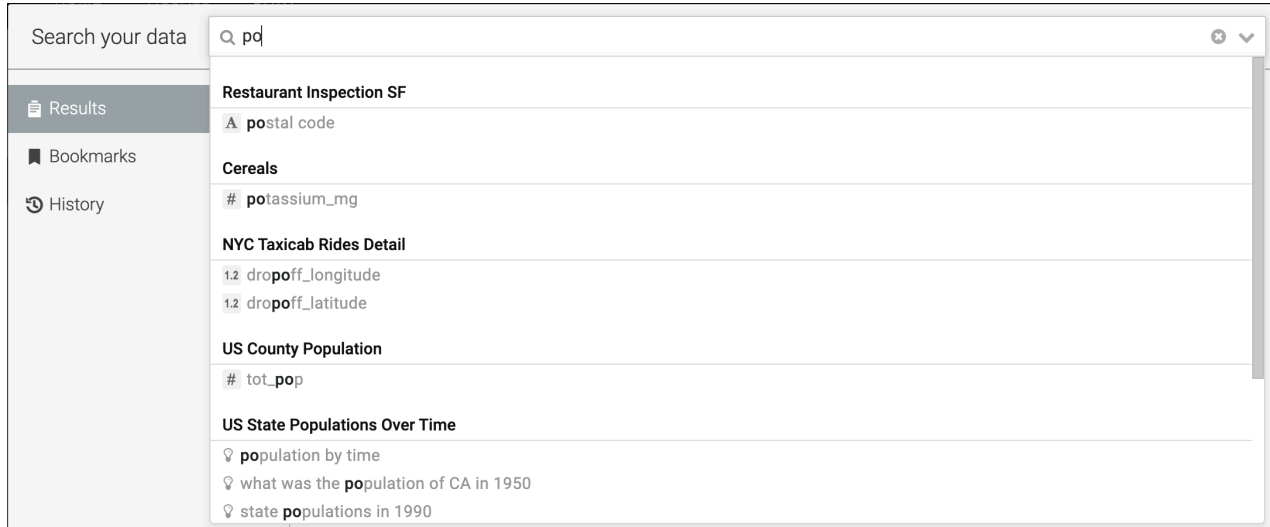 Search your data
po
Results
Bookmarks
History
Restaurant Inspection SF
A postal code
Cereals
# potassium_mg
NYC Taxicab Rides Detail
1.2 dropoff_longitude
1.2 dropoff_latitude
US County Population
# tot_pop
US State Populations Over Time
population by time
what was the population of CA in 1950
state populations in 1990